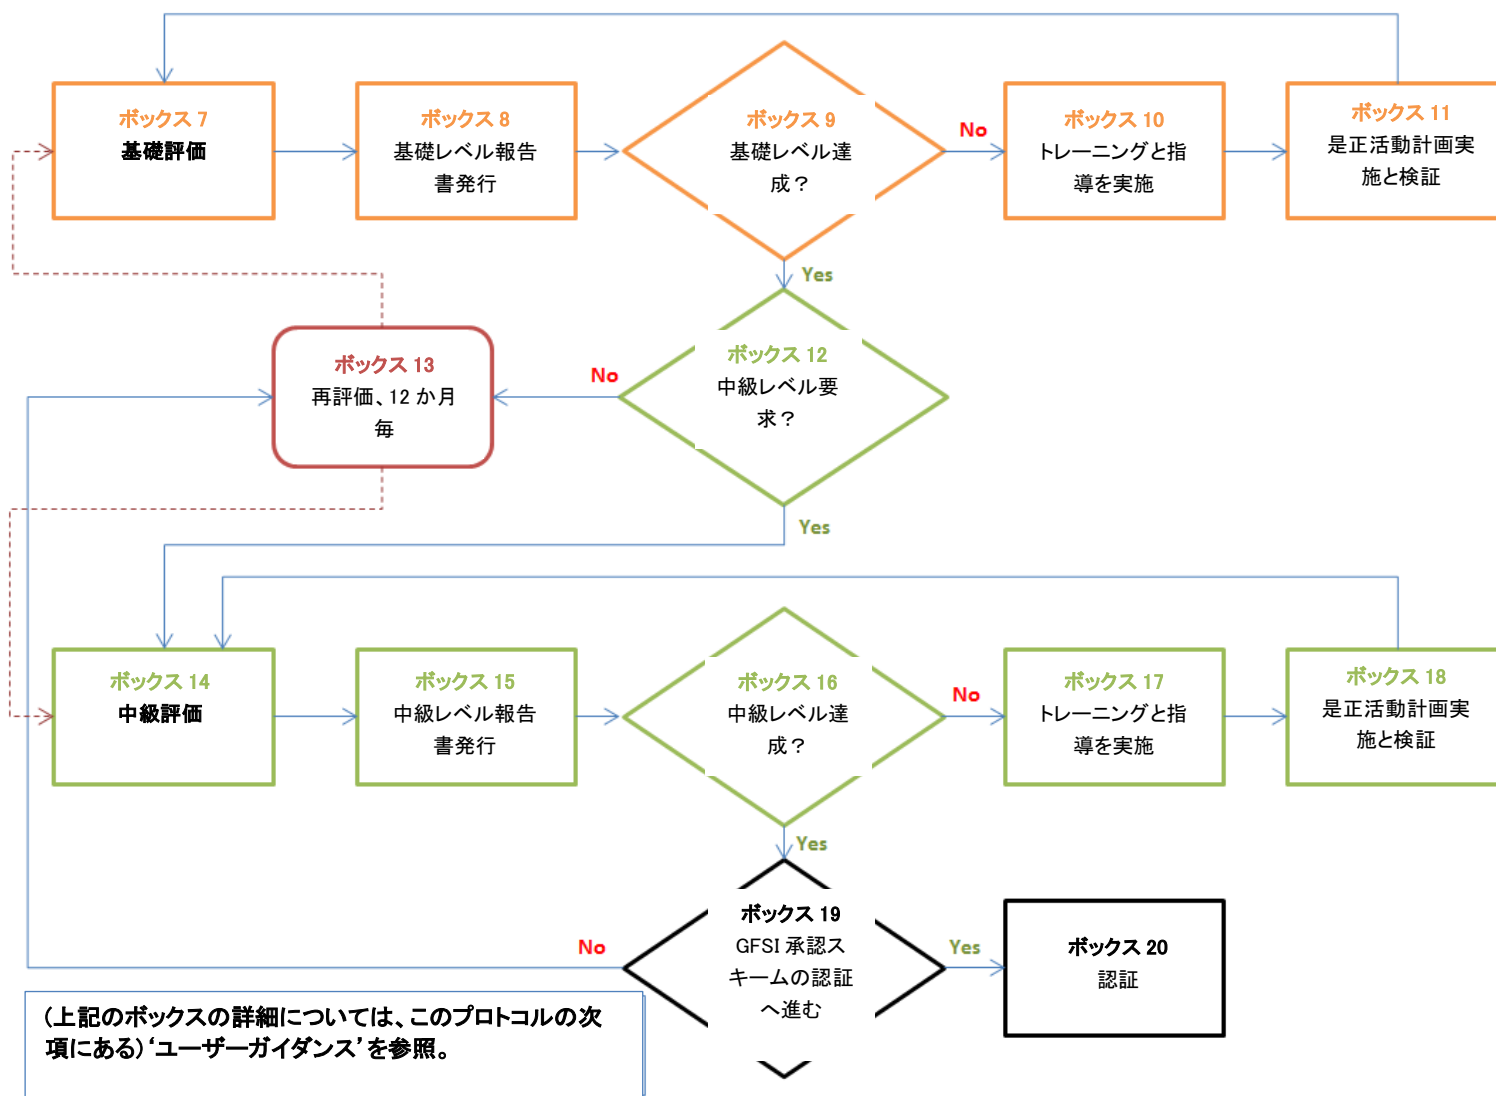 ボックス 7
基礎評価
ボックス 8
基礎レベル報告
書発行
ボックス 9
基礎レベル達
成？
No
ボックス 10
トレーニングと指
導を実施
ボックス 11
是正活動計画実
施と検証
Yes
ボックス 12
中級レベル要
求？
No
ボックス 13
再評価、12 か月
毎
Yes
ボックス 14
中級評価
ボックス 15
中級レベル報告
書発行
ボックス 16
中級レベル達
成？
No
ボックス 17
トレーニングと指
導を実施
ボックス 18
是正活動計画実
施と検証
Yes
ボックス 19
GFSI 承認ス
キームの認証
へ進む
No
Yes
ボックス 20
認証
(上記のボックスの詳細については、このプロトコルの次
項にある)‘ユーザーガイダンス’を参照。